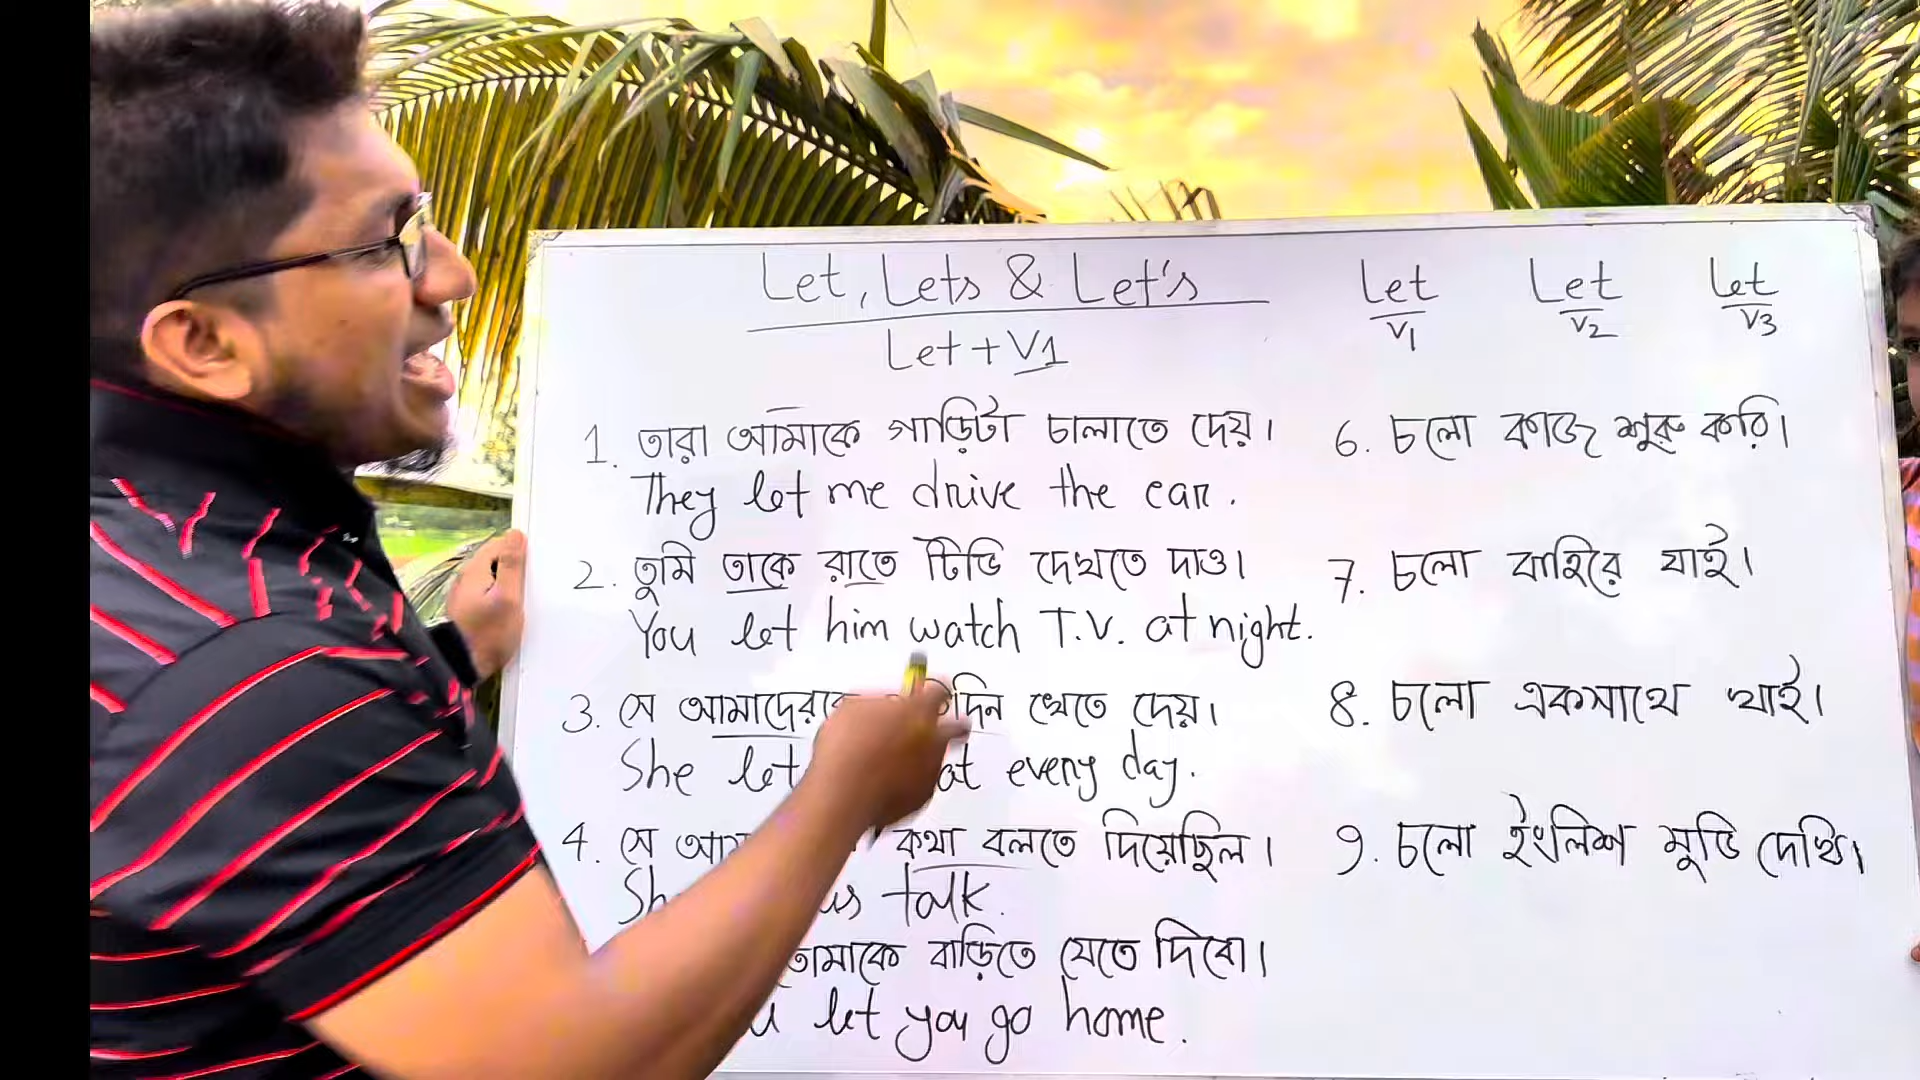 Let, Lets & Let's
Let + V1
Let Let Let
V1 V2 V3
1. তারা আমাকে গাড়িটা চালাতে দেয়।
They let me drive the car.
2. তুমি তাকে রাতে টিভি দেখতে দাও।
You let him watch T.V. at night.
3. সে খেতে দেয়।
She every day.
4. সে কথা বলতে দিয়েছিল।
us talk.
বাড়িতে যেতে দিবো।
let you go home.
6. চলো কাজ শুরু করি।
7. চলো বাহিরে যাই।
8. চলো একসাথে খাই।
9. চলো ইংলিশ মুভি দেখি।